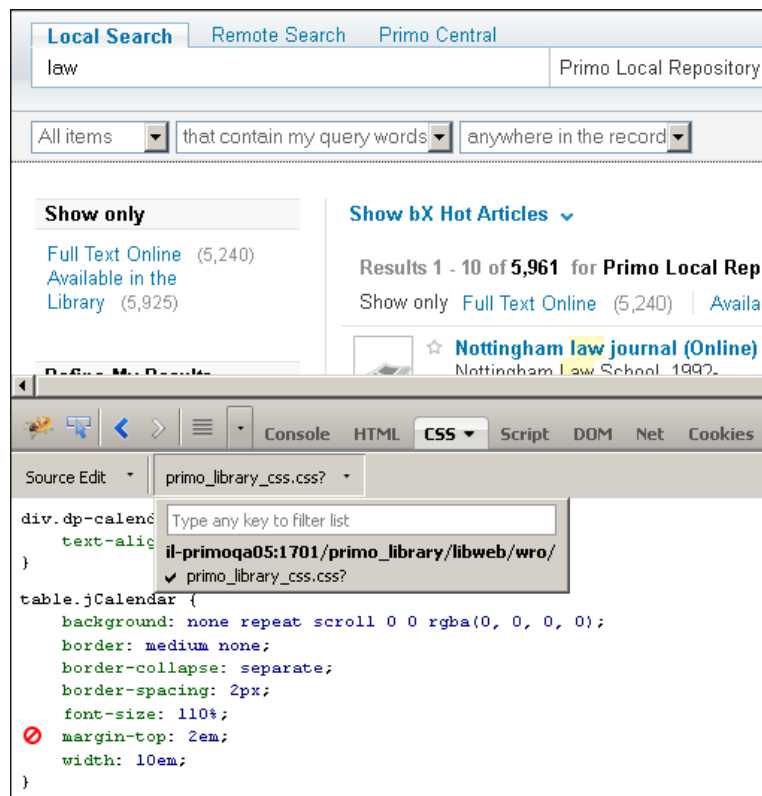 Local Search Remote Search Primo Central
law Primo Local Repository
All items that contain my query words anywhere in the record
Show only
Full Text Online (5,240)
Available in the
Library (5,925)
Show bX Hot Articles
Results 1 - 10 of 5,961 for Primo Local Rep
Show only Full Text Online (5,240) Availa
Nottingham law journal (Online)
Nottingham Law School, 1992-
Refine My Results
Console HTML CSS Script DOM Net Cookies
Source Edit primo_library_css.css?
div.dp-calend
text-alig
}
Type any key to filter list
il-primoqa05:1701/primo_library/libweb/wro/
primo_library_css.css?
table.jCalendar {
background: none repeat scroll 0 0 rgba(0, 0, 0, 0);
border: medium none;
border-collapse: separate;
border-spacing: 2px;
font-size: 110%;
margin-top: 2em;
width: 10em;
}